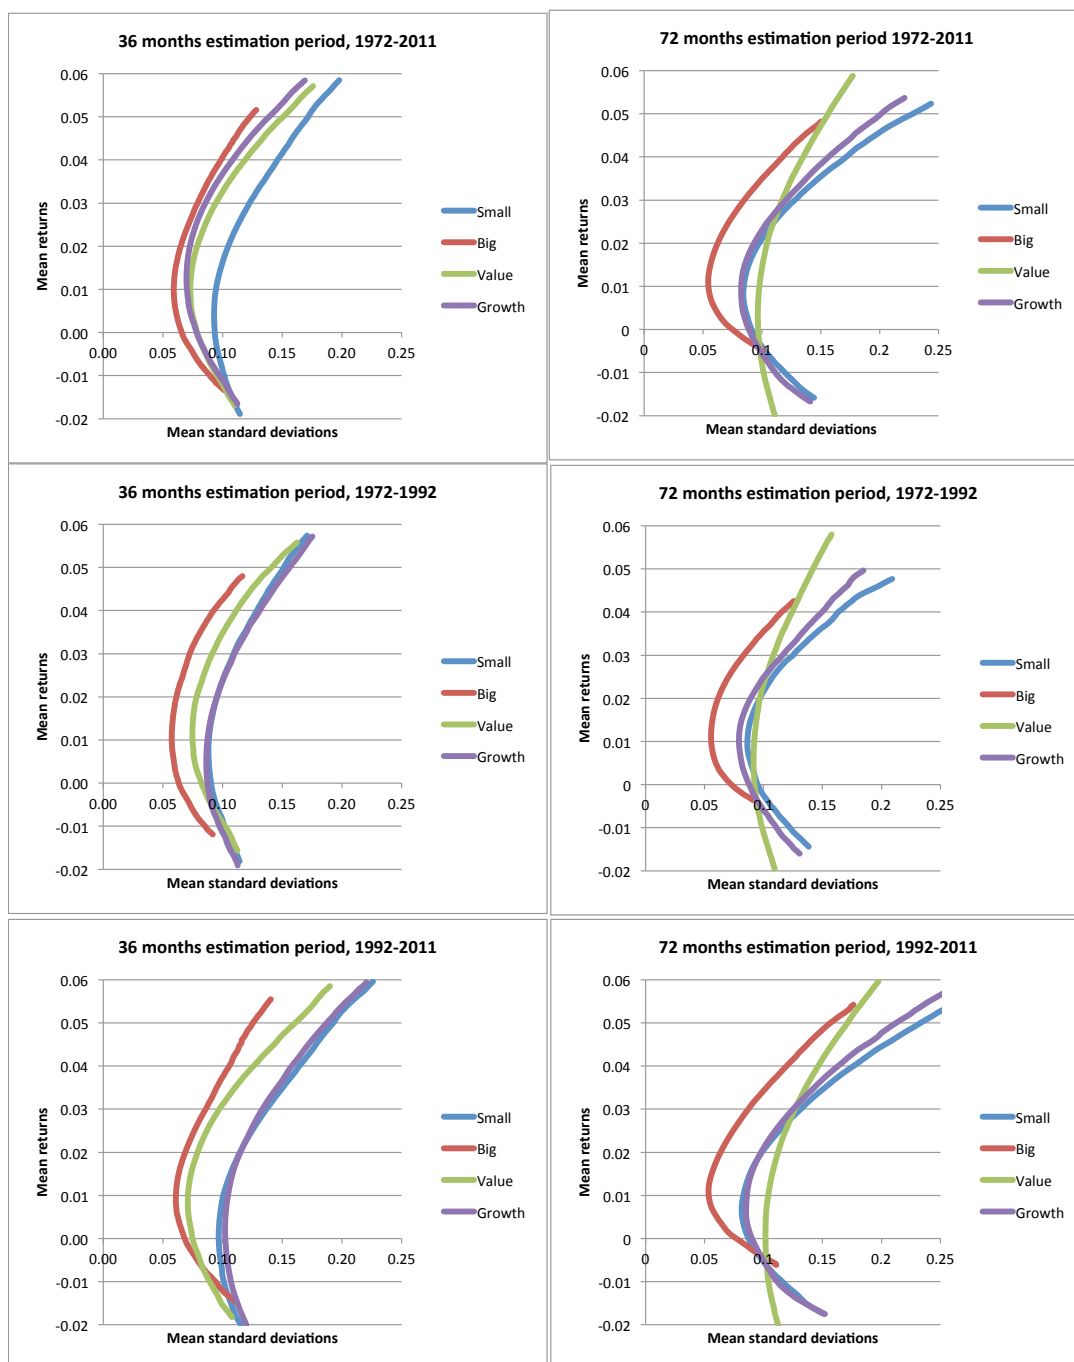 36 months estimation period, 1972-2011
0.06
0.05
0.04
0.03
0.02
0.01
0.00
-0.01
-0.02
0.00 0.05 0.10 0.15 0.20 0.25
Mean returns
Mean standard deviations
Small
Big
Value
Growth
72 months estimation period 1972-2011
0.06
0.05
0.04
0.03
0.02
0.01
0
-0.01
-0.02
0 0.05 0.1 0.15 0.2 0.25
Mean returns
Mean standard deviations
Small
Big
Value
Growth
36 months estimation period, 1972-1992
0.06
0.05
0.04
0.03
0.02
0.01
0.00
-0.01
-0.02
0.00 0.05 0.10 0.15 0.20 0.25
Mean returns
Mean standard deviations
Small
Big
Value
Growth
72 months estimation period, 1972-1992
0.06
0.05
0.04
0.03
0.02
0.01
0
-0.01
-0.02
0 0.05 0.1 0.15 0.2 0.25
Mean returns
Mean standard deviations
Small
Big
Value
Growth
36 months estimation period, 1992-2011
0.06
0.05
0.04
0.03
0.02
0.01
0.00
-0.01
-0.02
0.00 0.05 0.10 0.15 0.20 0.25
Mean returns
Mean standard deviations
Small
Big
Value
Growth
72 months estimation period, 1992-2011
0.06
0.05
0.04
0.03
0.02
0.01
0
-0.01
-0.02
0 0.05 0.1 0.15 0.2 0.25
Mean returns
Mean standard deviations
Small
Big
Value
Growth